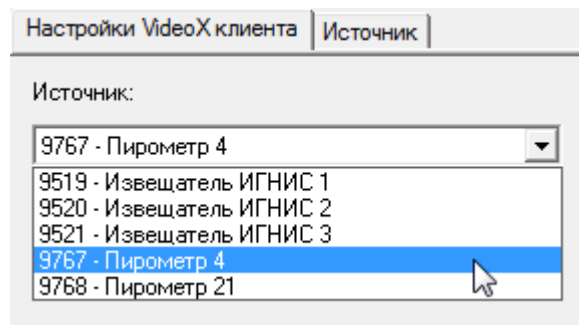 Настройки VideoX клиента Источник
Источник:
9767 - Пирометр 4
9519 - Извещатель ИГНИС 1
9520 - Извещатель ИГНИС 2
9521 - Извещатель ИГНИС 3
9767 - Пирометр 4
9768 - Пирометр 21